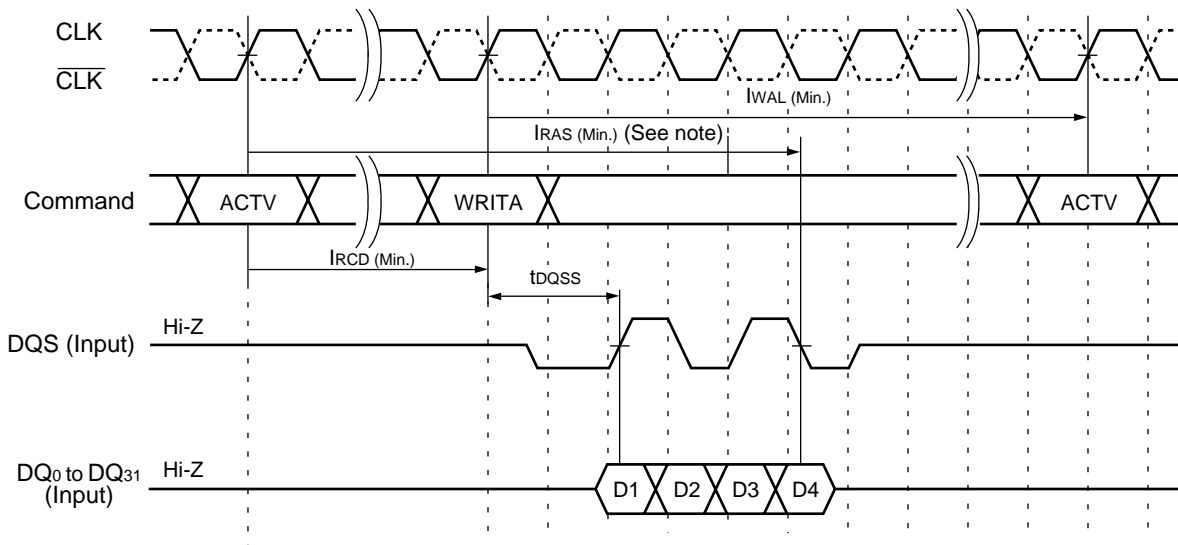 CLK
CLK
IWAL (Min.)
IRAS (Min.) (See note)
Command
ACTV
WRITA
ACTV
IRCD (Min.)
tDQSS
DQS (Input)
Hi-Z
DQ0 to DQ31
(Input)
Hi-Z
D1
D2
D3
D4